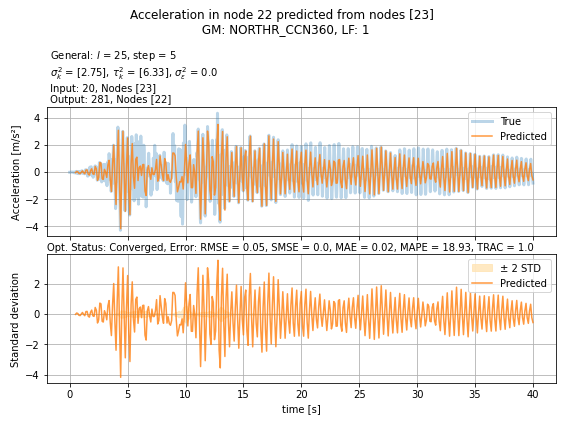 Acceleration in node 22 predicted from nodes [23]
GM: NORTHR_CCN360, LF: 1
General: l = 25, step = 5
σ²ₖ = [2.75], τ²ₖ = [6.33], σ²ε = 0.0
Input: 20, Nodes [23]
Output: 281, Nodes [22]
Acceleration [m/s²]
4
2
0
−2
−4
True
Predicted
Opt. Status: Converged, Error: RMSE = 0.05, SMSE = 0.0, MAE = 0.02, MAPE = 18.93, TRAC = 1.0
Standard deviation
2
0
−2
−4
± 2 STD
Predicted
0
5
10
15
20
25
30
35
40
time [s]